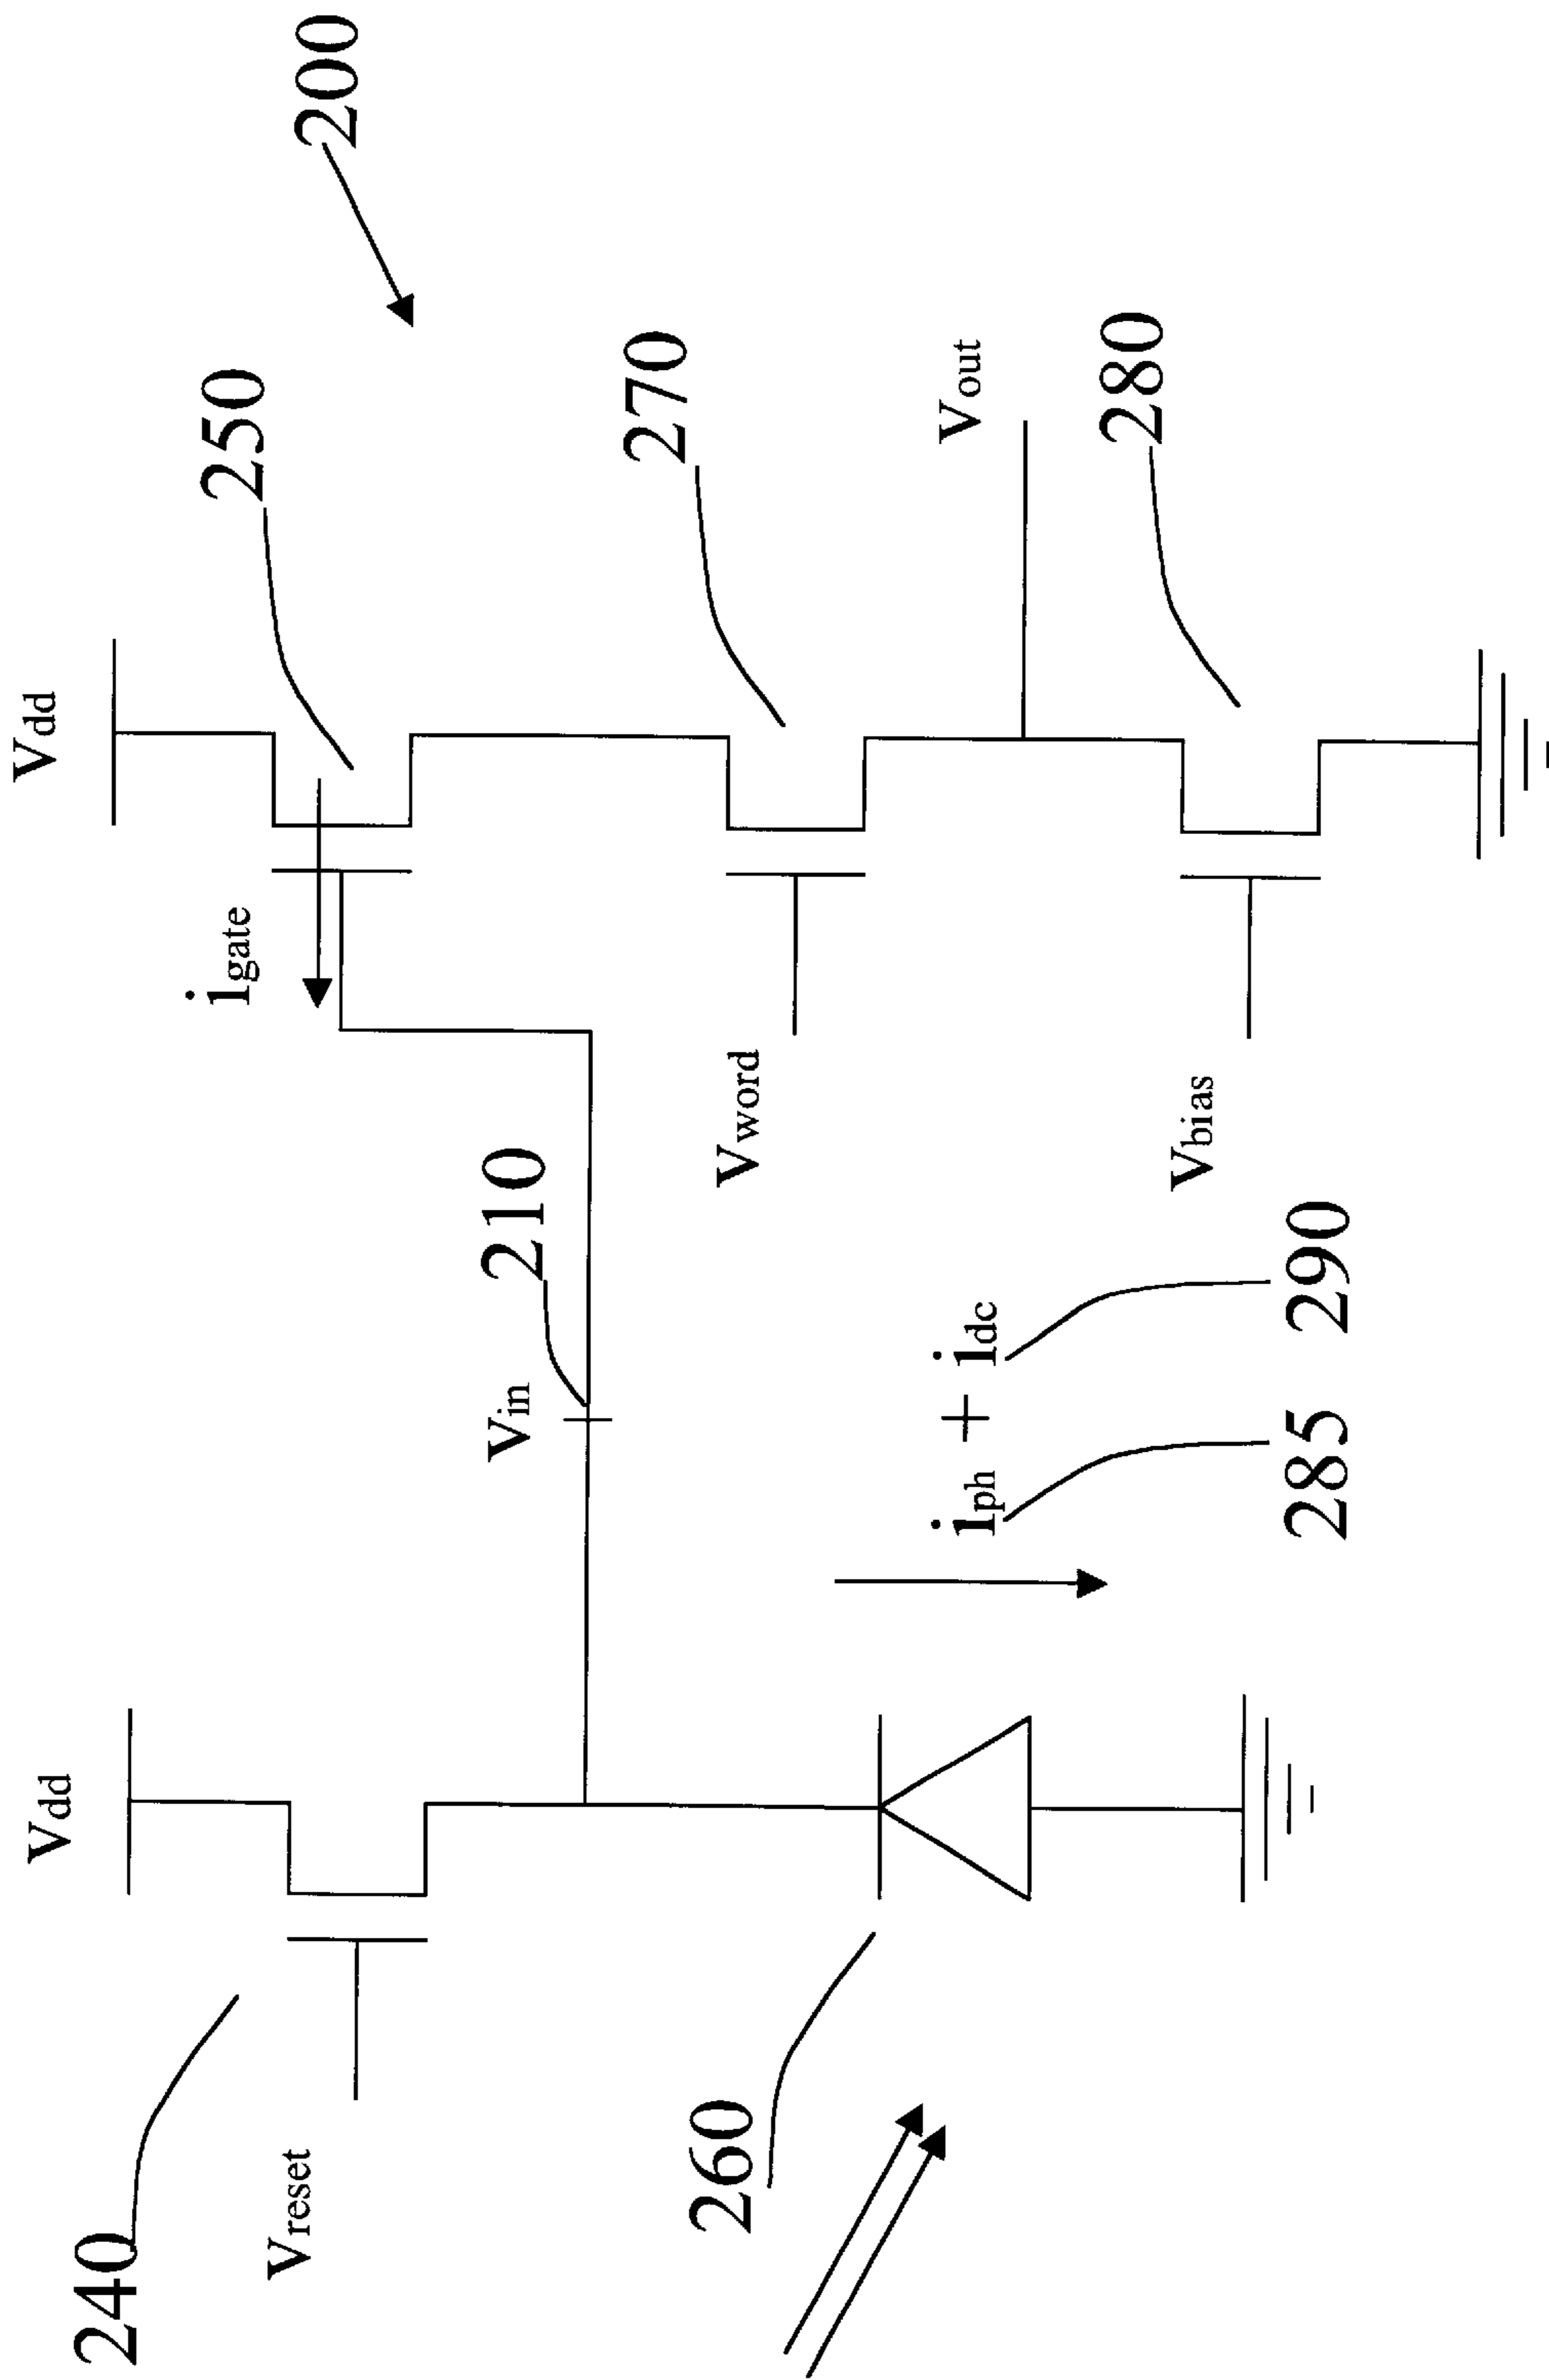 200
Vdd
250
Vdd
240
igate
Vreset
270
210
Vin
Vword
260
Vout
iph + idc
280
Vbias
285 290